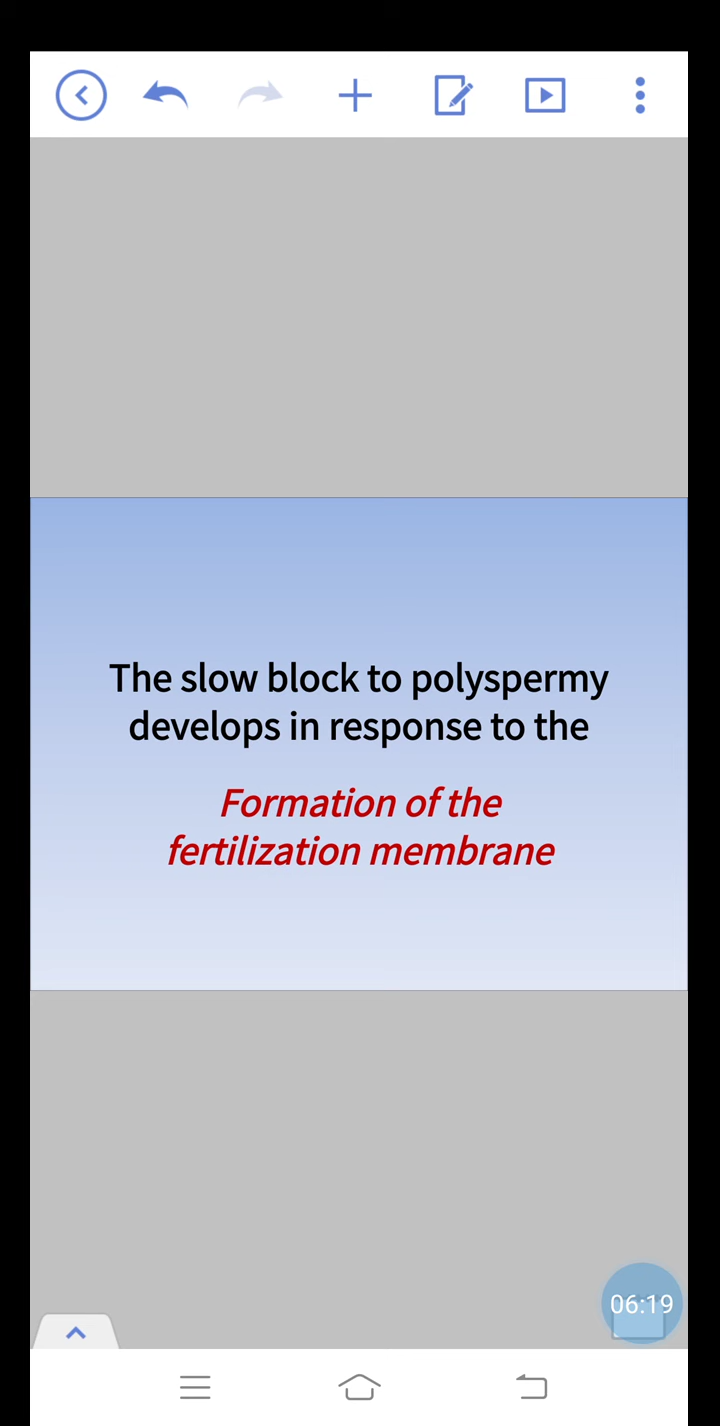 The slow block to polyspermy
develops in response to the
Formation of the
fertilization membrane
06:19